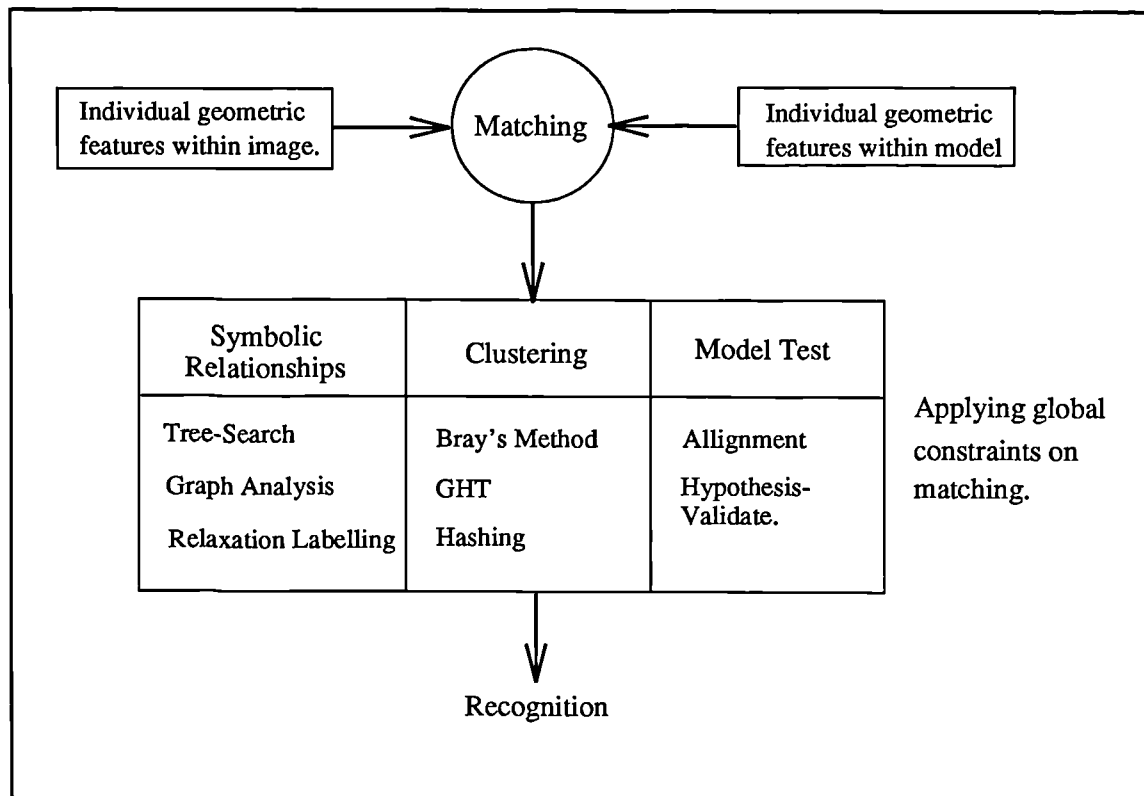 Individual geometric
features within image.
Matching
Individual geometric
features within model
Symbolic
Relationships
Clustering
Model Test
Tree-Search
Graph Analysis
Relaxation Labelling
Bray's Method
GHT
Hashing
Allignment
Hypothesis-
Validate.
Applying global
constraints on
matching.
Recognition